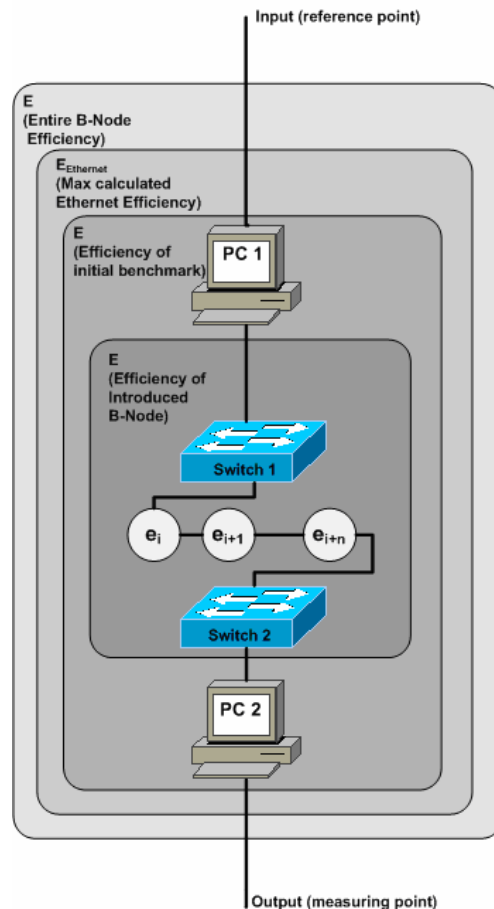 Input (reference point)
E
(Entire B-Node
Efficiency)
EEthernet
(Max calculated
Ethernet Efficiency)
E
(Efficiency of
initial benchmark)
PC 1
E
(Efficiency of
Introduced
B-Node)
Switch 1
ei
ei+1
ei+n
Switch 2
PC 2
Output (measuring point)